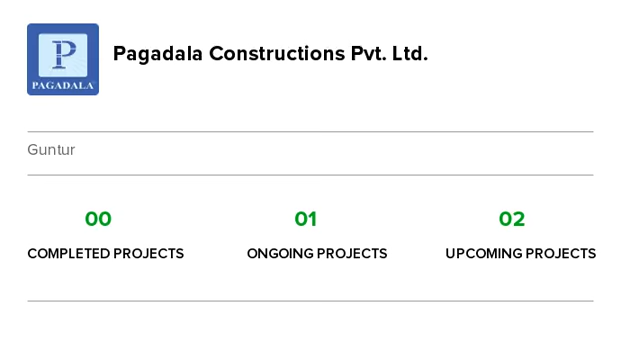 P
PAGADALA
Pagadala Constructions Pvt. Ltd.
Guntur
00
COMPLETED PROJECTS
01
ONGOING PROJECTS
02
UPCOMING PROJECTS